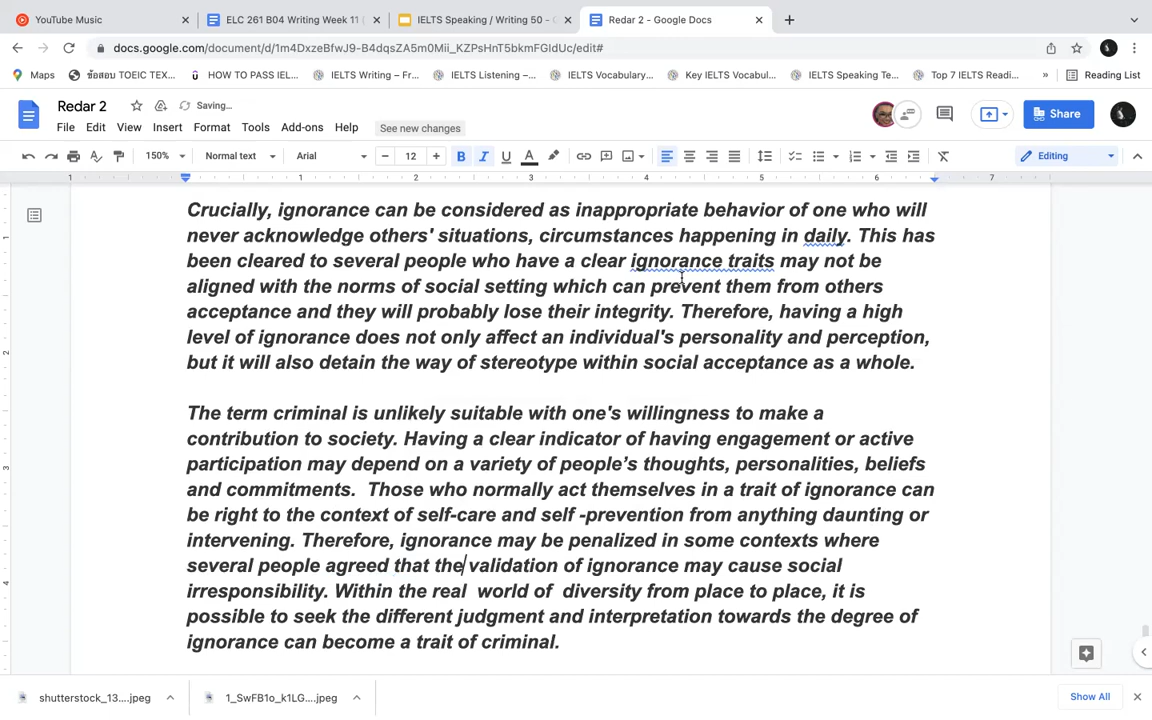 YouTube Music
ELC 261 B04 Writing Week 11
IELTS Speaking / Writing 50 -
Redar 2 - Google Docs
docs.google.com/document/d/1m4DxzeBfwJ9-B4dqsZA5m0Mii_KZPsHnT5bkmFGIdUc/edit#
Maps
ข้อสอบ TOEIC TEX...
HOW TO PASS IEL...
IELTS Writing – Fr...
IELTS Listening –...
IELTS Vocabulary...
Key IELTS Vocabul...
IELTS Speaking Te...
Top 7 IELTS Readi...
»
Reading List
Redar 2
Saving...
File Edit View Insert Format Tools Add-ons Help
See new changes
Share
150%
Normal text
Arial
12
B I U A
Editing
1 1 2 3 4 5 6 7
Crucially, ignorance can be considered as inappropriate behavior of one who will
never acknowledge others' situations, circumstances happening in daily. This has
been cleared to several people who have a clear ignorance traits may not be
aligned with the norms of social setting which can prevent them from others
acceptance and they will probably lose their integrity. Therefore, having a high
level of ignorance does not only affect an individual's personality and perception,
but it will also detain the way of stereotype within social acceptance as a whole.
The term criminal is unlikely suitable with one's willingness to make a
contribution to society. Having a clear indicator of having engagement or active
participation may depend on a variety of people’s thoughts, personalities, beliefs
and commitments.  Those who normally act themselves in a trait of ignorance can
be right to the context of self-care and self -prevention from anything daunting or
intervening. Therefore, ignorance may be penalized in some contexts where
several people agreed that the validation of ignorance may cause social
irresponsibility. Within the real  world of  diversity from place to place, it is
possible to seek the different judgment and interpretation towards the degree of
ignorance can become a trait of criminal.
1
2
3
4
shutterstock_13....jpeg
1_SwFB1o_k1LG....jpeg
Show All